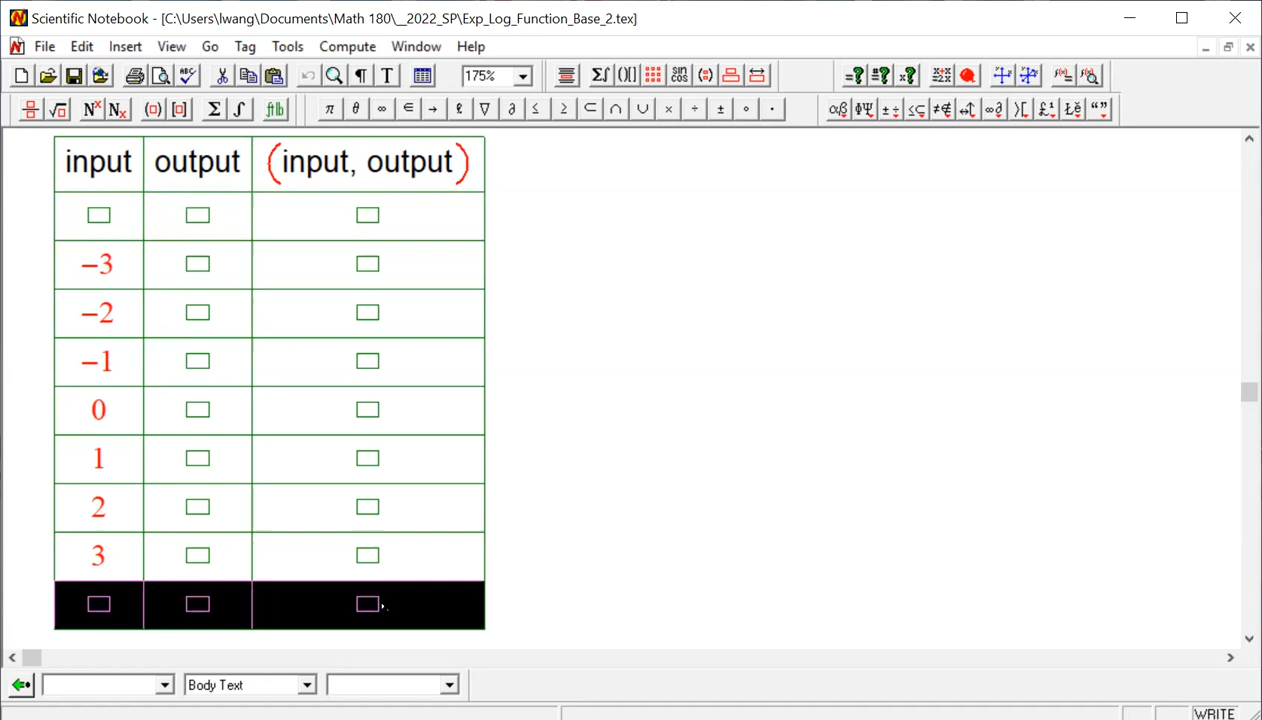 Scientific Notebook - [C:\Users\lwang\Documents\Math 180\__2022_SP\Exp_Log_Function_Base_2.tex]
File Edit Insert View Go Tag Tools Compute Window Help
175%
input output (input, output)
−3
−2
−1
0
1
2
3
Body Text
WRITE